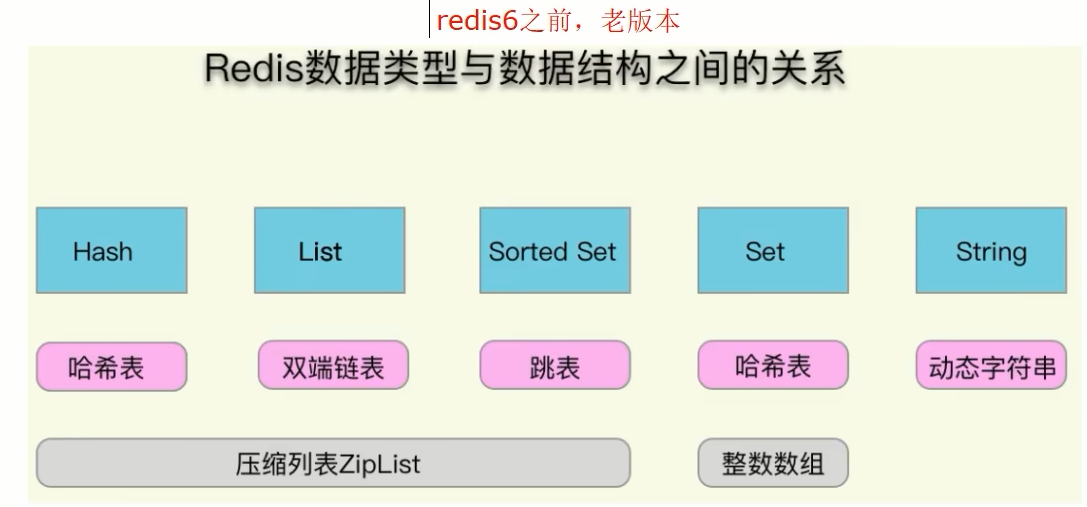 redis6之前，老版本
Redis数据类型与数据结构之间的关系
Hash
List
Sorted Set
Set
String
哈希表
双端链表
跳表
哈希表
动态字符串
压缩列表ZipList
整数数组